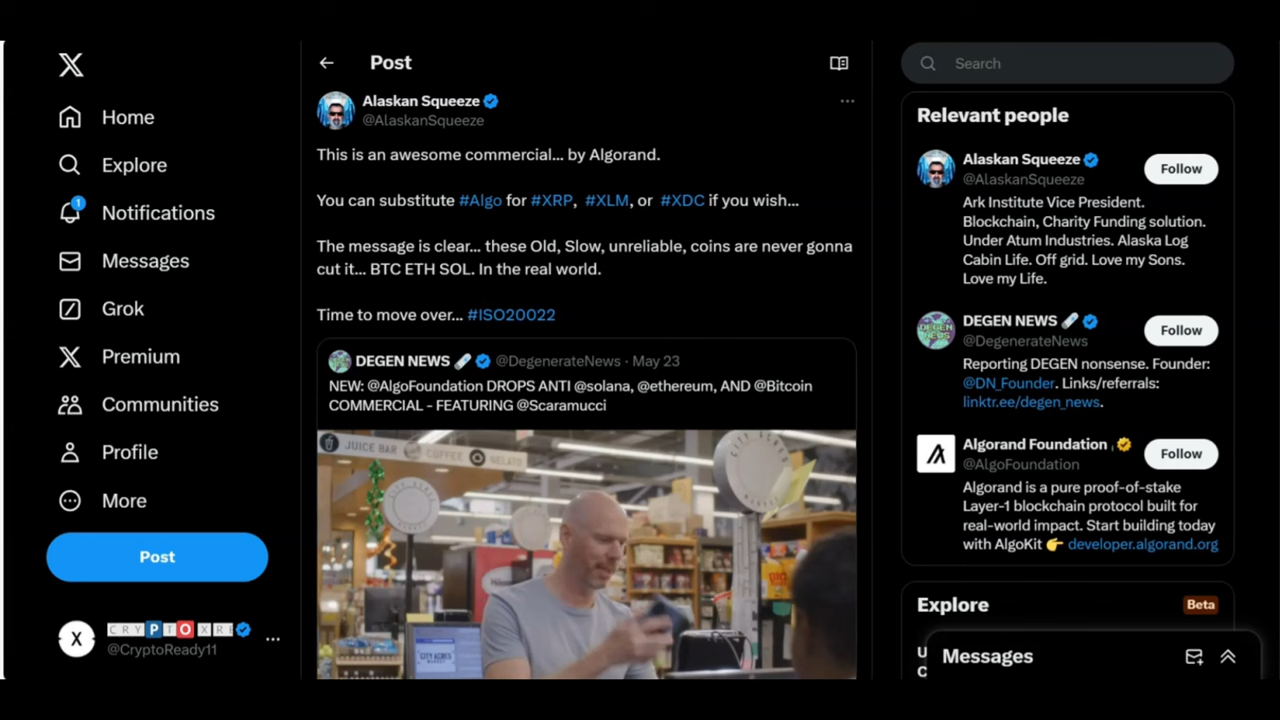 Home
Explore
1
Notifications
Messages
Grok
Premium
Communities
Profile
More
Post
@CryptoReady11
Post
Alaskan Squeeze
@AlaskanSqueeze
This is an awesome commercial... by Algorand.
You can substitute #Algo for #XRP, #XLM, or #XDC if you wish...
The message is clear... these Old, Slow, unreliable, coins are never gonna
cut it... BTC ETH SOL. In the real world.
Time to move over... #ISO20022
DEGEN NEWS @DegenerateNews · May 23
NEW: @AlgoFoundation DROPS ANTI @solana, @ethereum, AND @Bitcoin
COMMERCIAL - FEATURING @Scaramucci
JUICE BAR COFFEE GELATO
CITY ACRES
CITY ACRES
MARKET
Search
Relevant people
Alaskan Squeeze
@AlaskanSqueeze
Follow
Ark Institute Vice President.
Blockchain, Charity Funding solution.
Under Atum Industries. Alaska Log
Cabin Life. Off grid. Love my Sons.
Love my Life.
DEGEN NEWS
@DegenerateNews
Follow
Reporting DEGEN nonsense. Founder:
@DN_Founder. Links/referrals:
linktr.ee/degen_news.
Algorand Foundation
@AlgoFoundation
Follow
Algorand is a pure proof-of-stake
Layer-1 blockchain protocol built for
real-world impact. Start building today
with AlgoKit 👉 developer.algorand.org
Explore
Beta
Messages